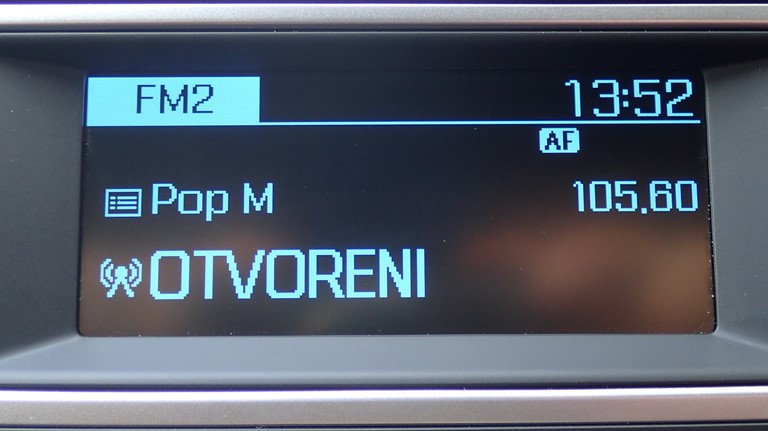 FM2 13:52
AF
Pop M 105.60
OTVORENI